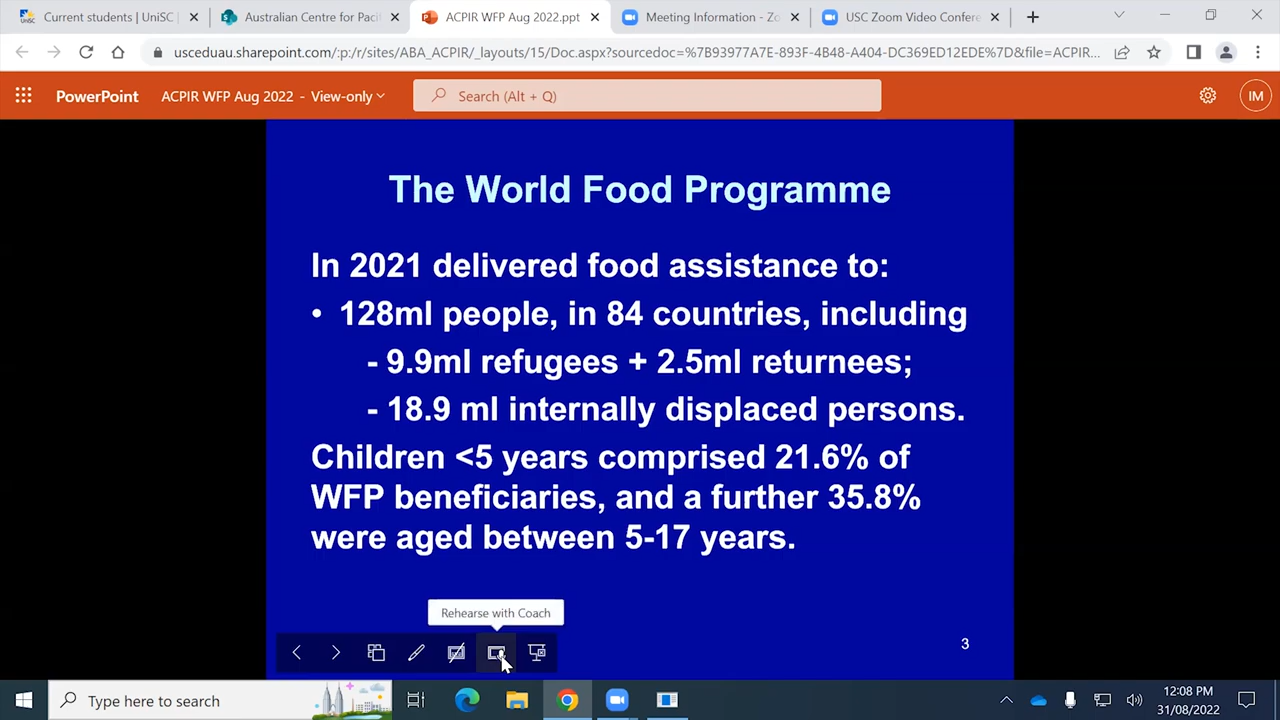 Current students | UniSC |
Australian Centre for Pacif
ACPIR WFP Aug 2022.ppt
Meeting Information - Zo
USC Zoom Video Confere
usceduau.sharepoint.com/:p:/r/sites/ABA_ACPIR/_layouts/15/Doc.aspx?sourcedoc=%7B93977A7E-893F-4B48-A404-DC369ED12EDE%7D&file=ACPIR...
PowerPoint
ACPIR WFP Aug 2022 - View-only
Search (Alt + Q)
IM
The World Food Programme
In 2021 delivered food assistance to:
• 128ml people, in 84 countries, including
- 9.9ml refugees + 2.5ml returnees;
- 18.9 ml internally displaced persons.
Children <5 years comprised 21.6% of
WFP beneficiaries, and a further 35.8%
were aged between 5-17 years.
Rehearse with Coach
3
Type here to search
12:08 PM
31/08/2022